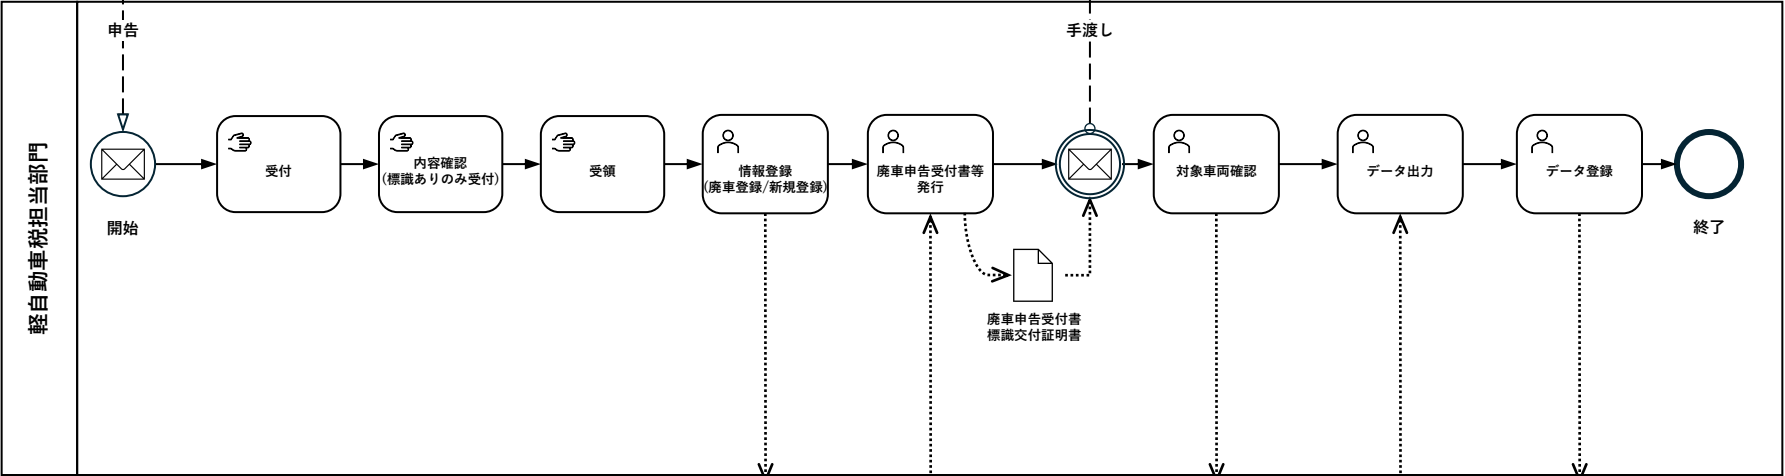 軽自動車税担当部門
申告
手渡し
開始
受付
内容確認
(標識ありのみ受付)
受領
情報登録
(廃車登録/新規登録)
廃車申告受付書等
発行
対象車両確認
データ出力
データ登録
終了
廃車申告受付書
標識交付証明書